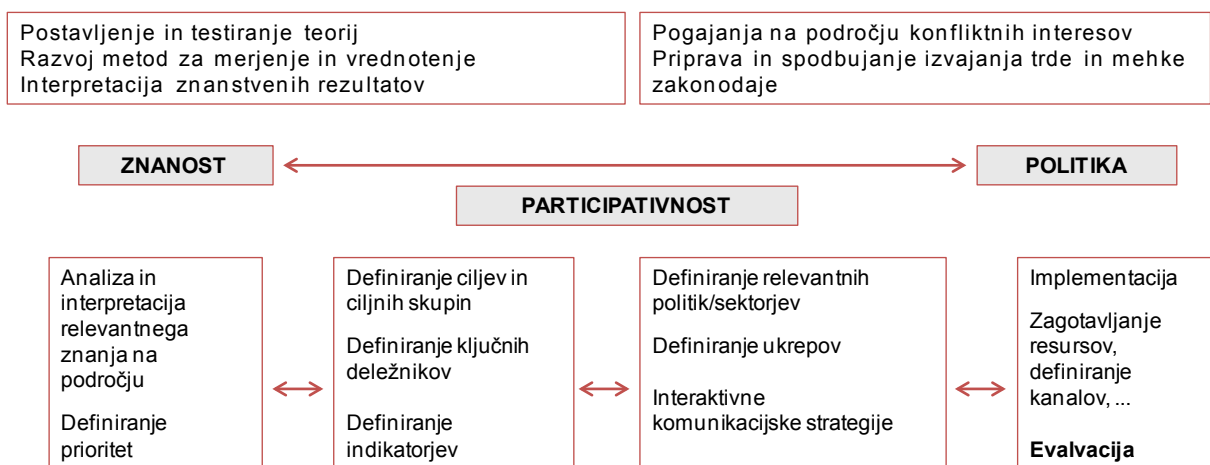 Postavljenje in testiranje teorij
Razvoj metod za merjenje in vrednotenje
Interpretacija znanstvenih rezultatov
Pogajanja na področju konfliktnih interesov
Priprava in spodbujanje izvajanja trde in mehke
zakonodaje
ZNANOST
POLITIKA
PARTICIPATIVNOST
Analiza in
interpretacija
relevantnega
znanja na
področju
Definiranje
prioritet
Definiranje ciljev in
ciljnih skupin
Definiranje ključnih
deležnikov
Definiranje
indikatorjev
Definiranje relevantnih
politik/sektorjev
Definiranje ukrepov
Interaktivne
komunikacijske strategije
Implementacija
Zagotavljanje
resursov,
definiranje
kanalov, ...
Evalvacija